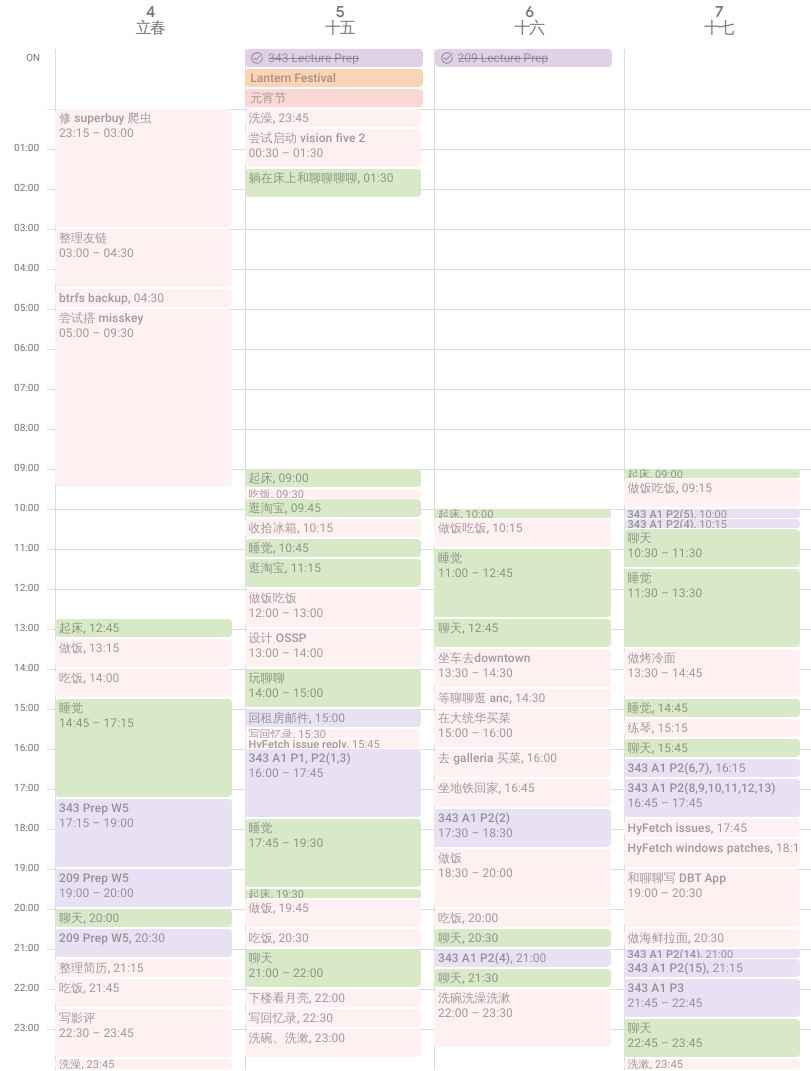 4
立春
5
十五
6
十六
7
十七
ON
343 Lecture Prep
Lantern Festival
元宵节
209 Lecture Prep
01:00
02:00
03:00
04:00
05:00
06:00
07:00
08:00
09:00
10:00
11:00
12:00
13:00
14:00
15:00
16:00
17:00
18:00
19:00
20:00
21:00
22:00
23:00
修 superbuy 爬虫
23:15 – 03:00
整理友链
03:00 – 04:30
btrfs backup, 04:30
尝试搭 misskey
05:00 – 09:30
起床, 12:45
做饭, 13:15
吃饭, 14:00
睡觉
14:45 – 17:15
343 Prep W5
17:15 – 19:00
209 Prep W5
19:00 – 20:00
聊天, 20:00
209 Prep W5, 20:30
整理简历, 21:15
吃饭, 21:45
写影评
22:30 – 23:45
洗澡, 23:45
洗澡, 23:45
尝试启动 vision five 2
00:30 – 01:30
躺在床上和聊聊聊聊, 01:30
起床, 09:00
吃饭, 09:30
逛淘宝, 09:45
收拾冰箱, 10:15
睡觉, 10:45
逛淘宝, 11:15
做饭吃饭
12:00 – 13:00
设计 OSSP
13:00 – 14:00
玩聊聊
14:00 – 15:00
回租房邮件, 15:00
写回忆录, 15:30
HyFetch issue reply, 15:45
343 A1 P1, P2(1,3)
16:00 – 17:45
睡觉
17:45 – 19:30
起床, 19:30
做饭, 19:45
吃饭, 20:30
聊天
21:00 – 22:00
下楼看月亮, 22:00
写回忆录, 22:30
洗碗、洗漱, 23:00
起床, 10:00
做饭吃饭, 10:15
睡觉
11:00 – 12:45
聊天, 12:45
坐车去downtown
13:30 – 14:30
等聊聊逛 anc, 14:30
在大统华买菜
15:00 – 16:00
去 galleria 买菜, 16:00
坐地铁回家, 16:45
343 A1 P2(2)
17:30 – 18:30
做饭
18:30 – 20:00
吃饭, 20:00
聊天, 20:30
343 A1 P2(4), 21:00
聊天, 21:30
洗碗洗澡洗漱
22:00 – 23:30
起床, 09:00
做饭吃饭, 09:15
343 A1 P2(5), 10:00
343 A1 P2(4), 10:15
聊天
10:30 – 11:30
睡觉
11:30 – 13:30
做烤冷面
13:30 – 14:45
睡觉, 14:45
练琴, 15:15
聊天, 15:45
343 A1 P2(6,7), 16:15
343 A1 P2(8,9,10,11,12,13)
16:45 – 17:45
HyFetch issues, 17:45
HyFetch windows patches, 18:1
和聊聊写 DBT App
19:00 – 20:30
做海鲜拉面, 20:30
343 A1 P2(14), 21:00
343 A1 P2(15), 21:15
343 A1 P3
21:45 – 22:45
聊天
22:45 – 23:45
洗漱, 23:45